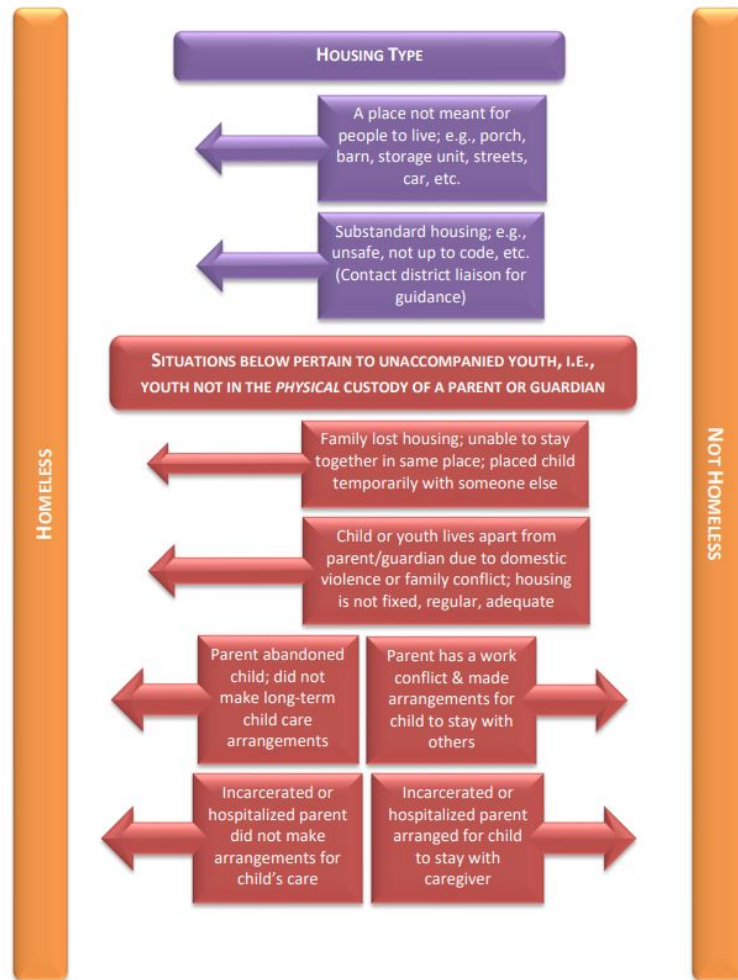 HOUSING TYPE
A place not meant for
people to live; e.g., porch,
barn, storage unit, streets,
car, etc.
Substandard housing; e.g.,
unsafe, not up to code, etc.
(Contact district liaison for
guidance)
SITUATIONS BELOW PERTAIN TO UNACCOMPANIED YOUTH, I.E.,
YOUTH NOT IN THE PHYSICAL CUSTODY OF A PARENT OR GUARDIAN
Family lost housing; unable to stay
together in same place; placed child
temporarily with someone else
Child or youth lives apart from
parent/guardian due to domestic
violence or family conflict; housing
is not fixed, regular, adequate
Parent abandoned
child; did not
make long-term
child care
arrangements
Parent has a work
conflict & made
arrangements for
child to stay with
others
Incarcerated or
hospitalized parent
did not make
arrangements for
child's care
Incarcerated or
hospitalized parent
arranged for child
to stay with
caregiver
HOMELESS
NOT HOMELESS